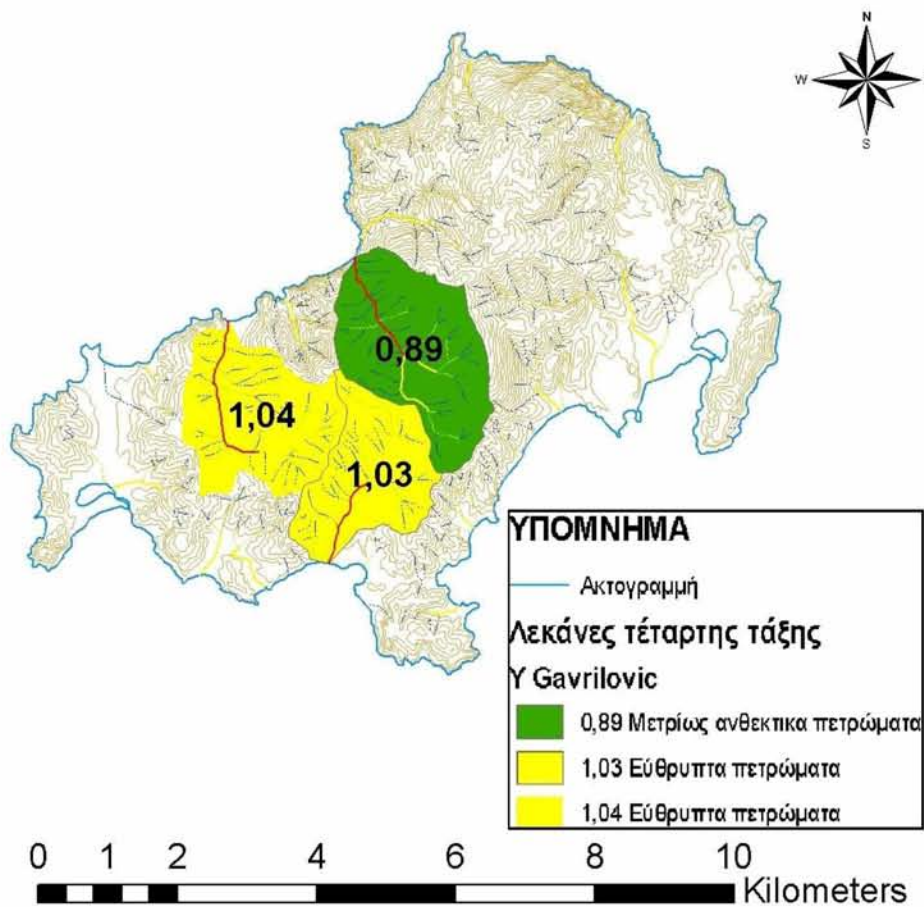 N
W
S
0,89
1,04
1,03
ΥΠΟΜΝΗΜΑ
Ακτογραμμή
Λεκάνες τέταρτης τάξης
Υ Gavrilovic
0,89 Μετρίως ανθεκτικα πετρώματα
1,03 Εύθρυπτα πετρώματα
1,04 Εύθρυπτα πετρώματα
0 1 2 4 6 8 10
Kilometers